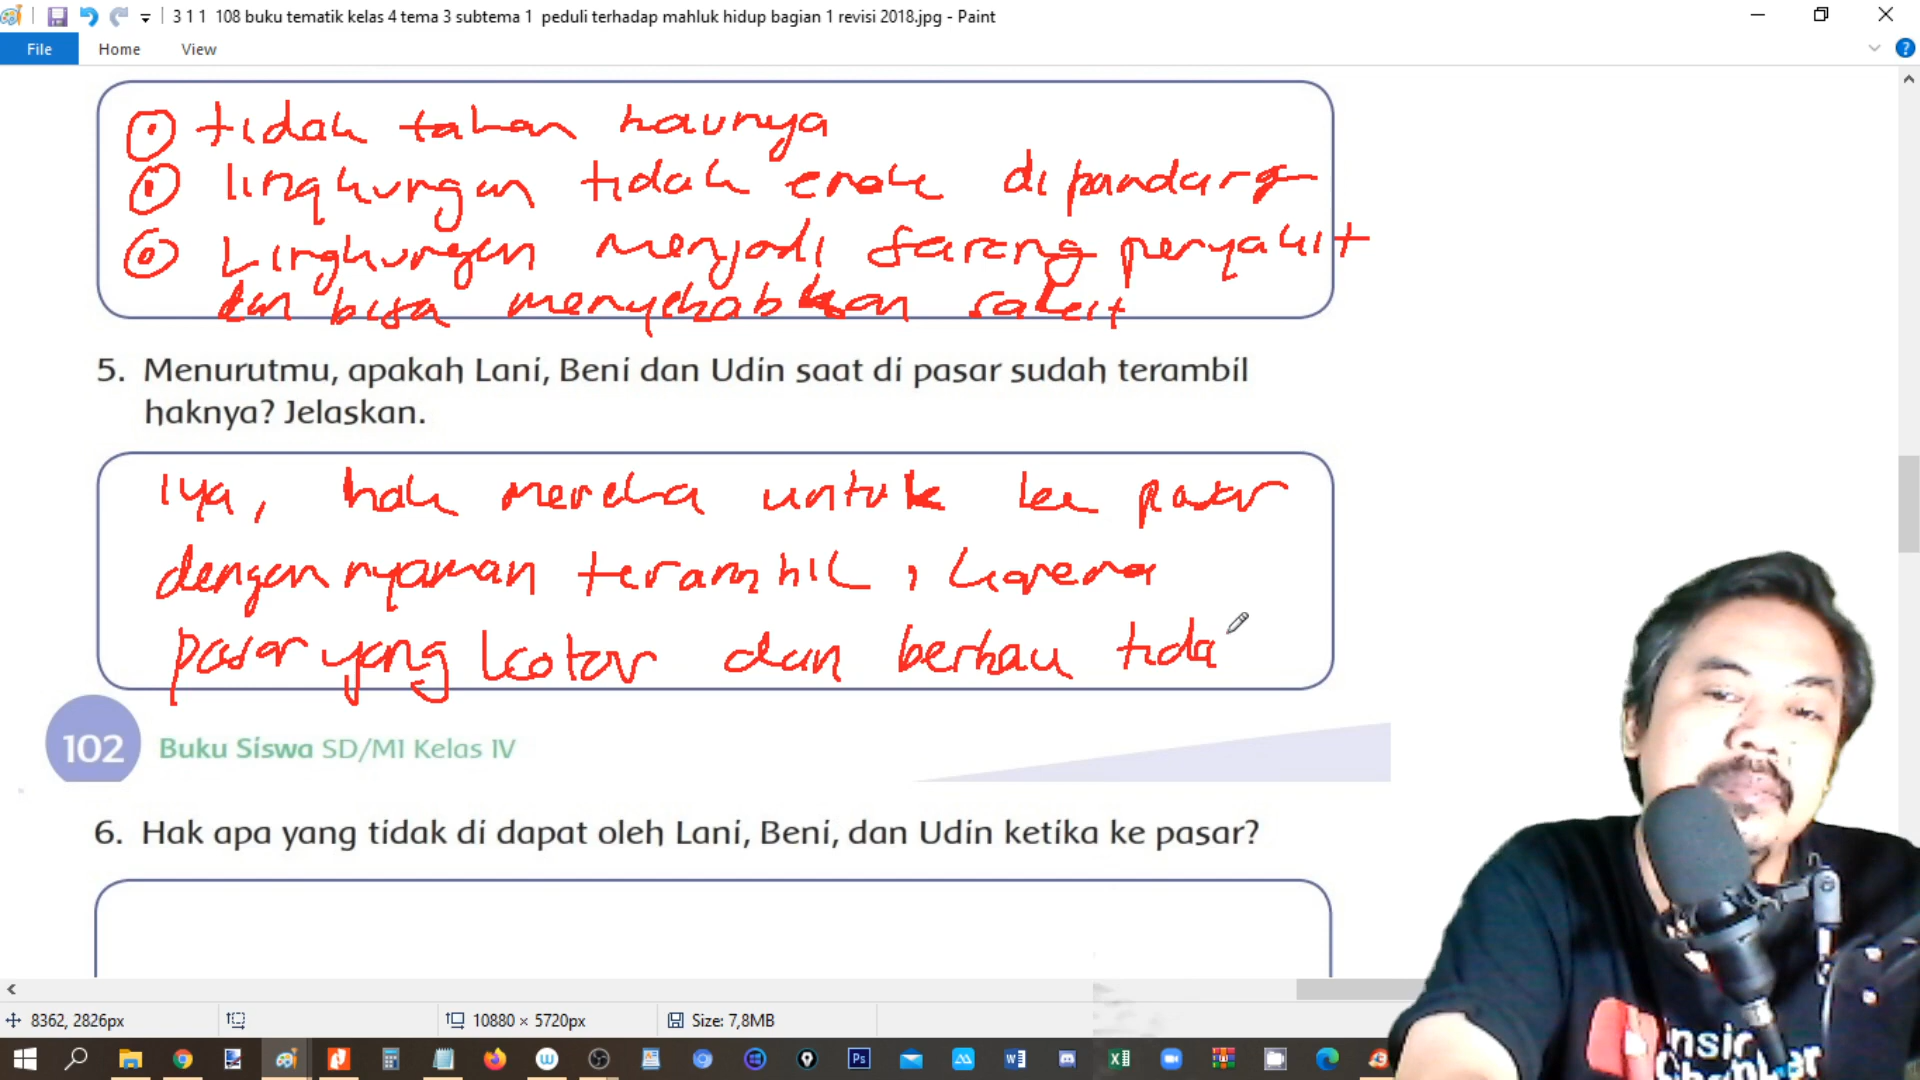 3 1 1 108 buku tematik kelas 4 tema 3 subtema 1 peduli terhadap mahluk hidup bagian 1 revisi 2018.jpg - Paint
File Home View
tidak tahan baunya
lingkungan tidak enak dipandang
Lingkungan menjadi sarang penyakit
dan bisa menyebabkan sakit
5. Menurutmu, apakah Lani, Beni dan Udin saat di pasar sudah terambil
haknya? Jelaskan.
Iya, hak mereka untuk ke pasar
dengan nyaman terambil, karena
pasar yang kotor dan berbau tida
102 Buku Siswa SD/MI Kelas IV
6. Hak apa yang tidak di dapat oleh Lani, Beni, dan Udin ketika ke pasar?
8362, 2826px 10880 × 5720px Size: 7,8MB